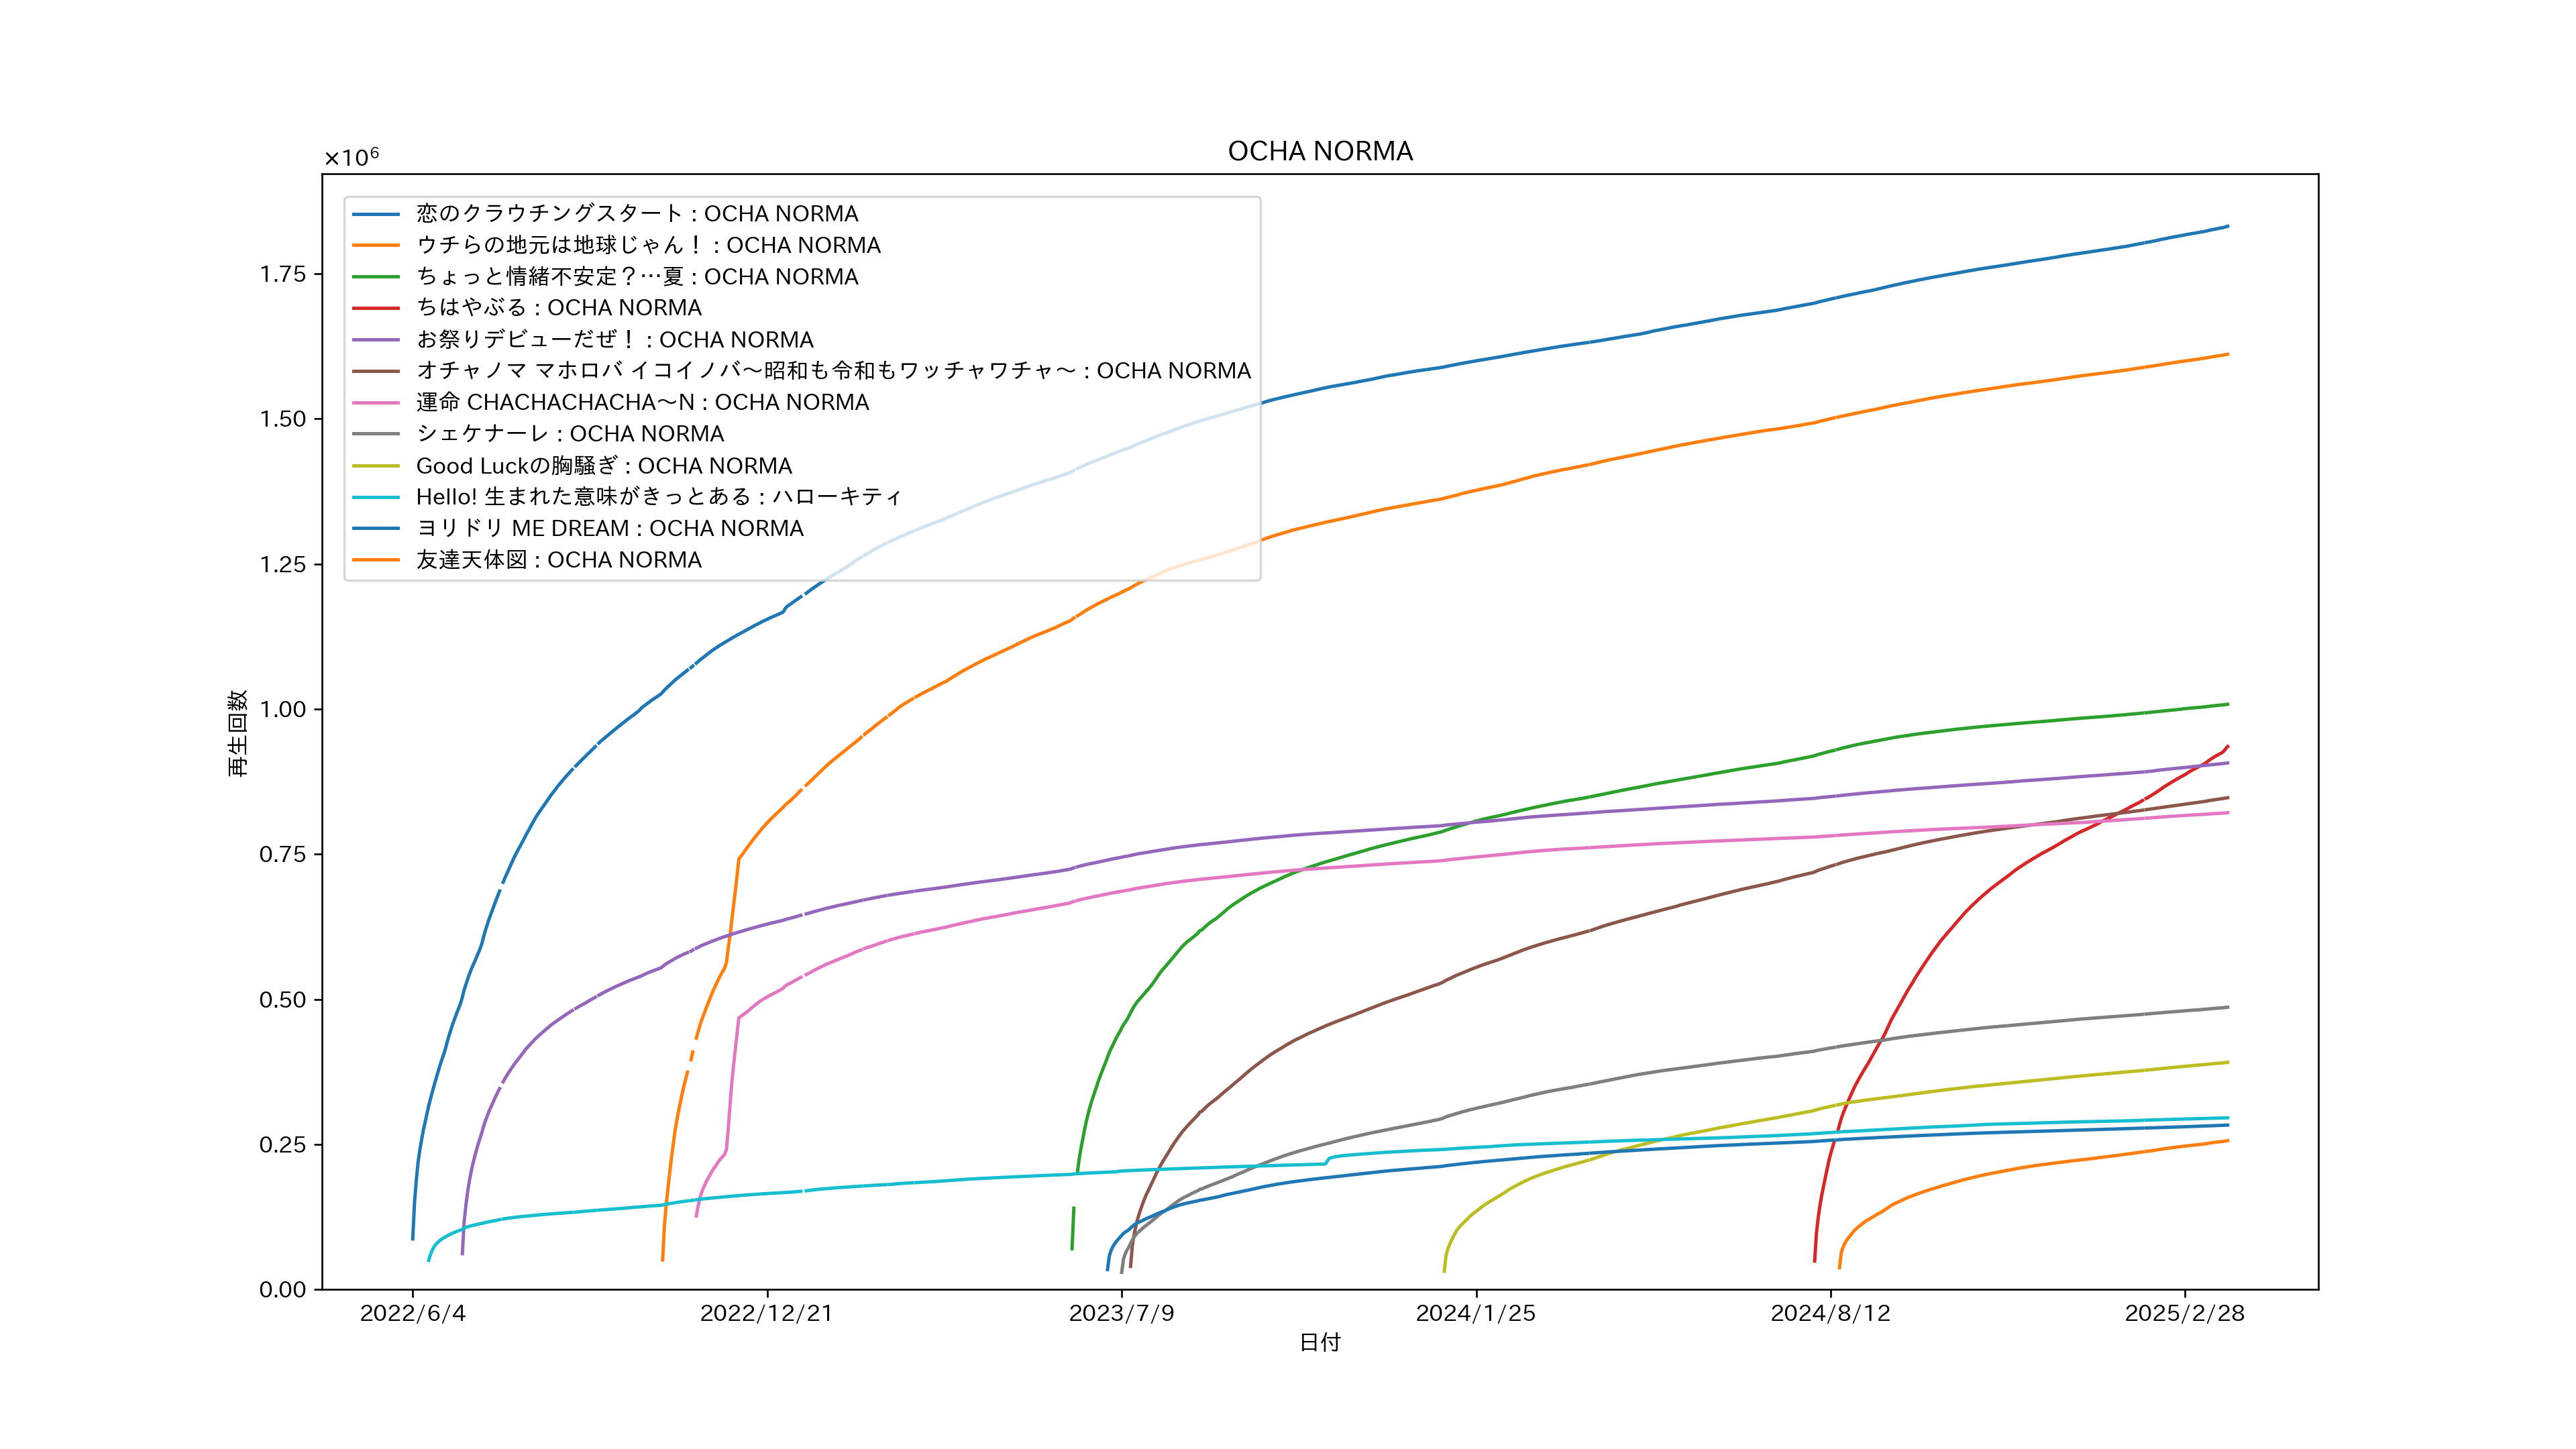 OCHA NORMA
×10⁶
恋のクラウチングスタート : OCHA NORMA
ウチらの地元は地球じゃん！ : OCHA NORMA
ちょっと情緒不安定？…夏 : OCHA NORMA
ちはやぶる : OCHA NORMA
お祭りデビューだぜ！ : OCHA NORMA
オチャノマ マホロバ イコイノバ～昭和も令和もワッチャワチャ～ : OCHA NORMA
運命 CHACHACHACHA～N : OCHA NORMA
シェケナーレ : OCHA NORMA
Good Luckの胸騒ぎ : OCHA NORMA
Hello! 生まれた意味がきっとある : ハローキティ
ヨリドリ ME DREAM : OCHA NORMA
友達天体図 : OCHA NORMA
1.75
1.50
1.25
1.00
0.75
0.50
0.25
0.00
再生回数
2022/6/4
2022/12/21
2023/7/9
2024/1/25
2024/8/12
2025/2/28
日付